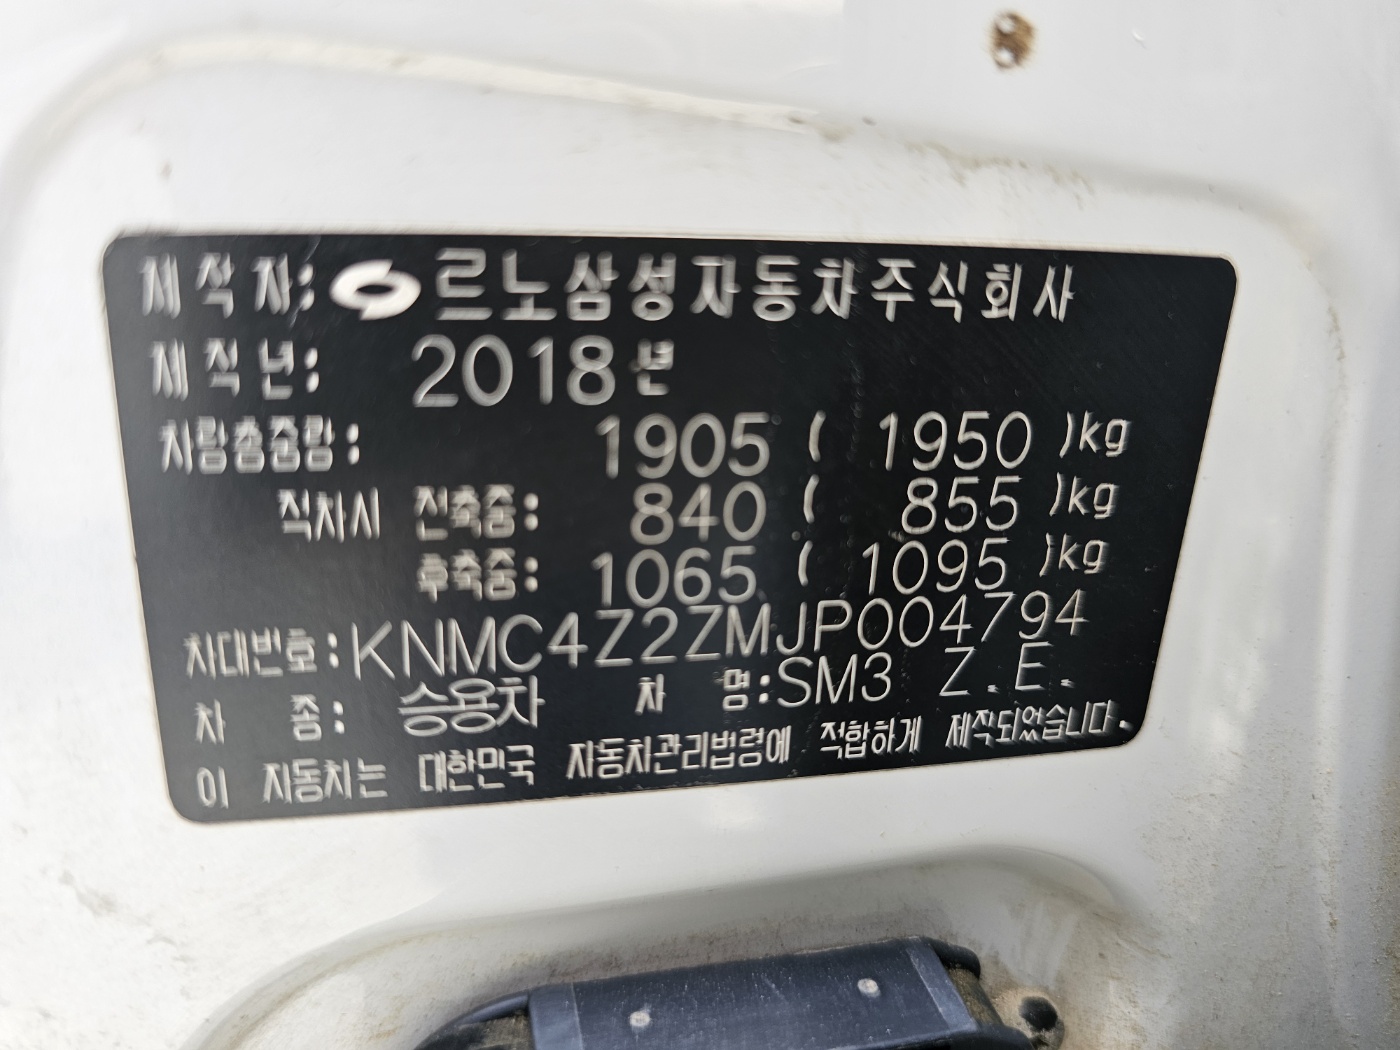 제작자: 르노삼성자동차주식회사
제작년: 2018년
차량총중량: 1905 ( 1950 )kg
적차시 전축중: 840 ( 855 )kg
후축중: 1065 ( 1095 )kg
차대번호: KNMC4Z2ZMJP004794
차 종: 승용차 차 명: SM3 Z.E.
이 자동차는 대한민국 자동차관리법령에 적합하게 제작되었습니다.